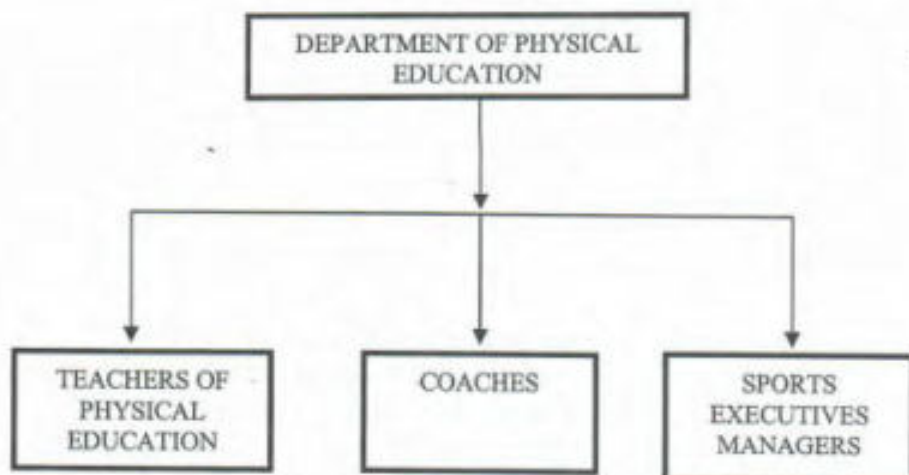 DEPARTMENT OF PHYSICAL
EDUCATION
TEACHERS OF
PHYSICAL
EDUCATION
COACHES
SPORTS
EXECUTIVES
MANAGERS